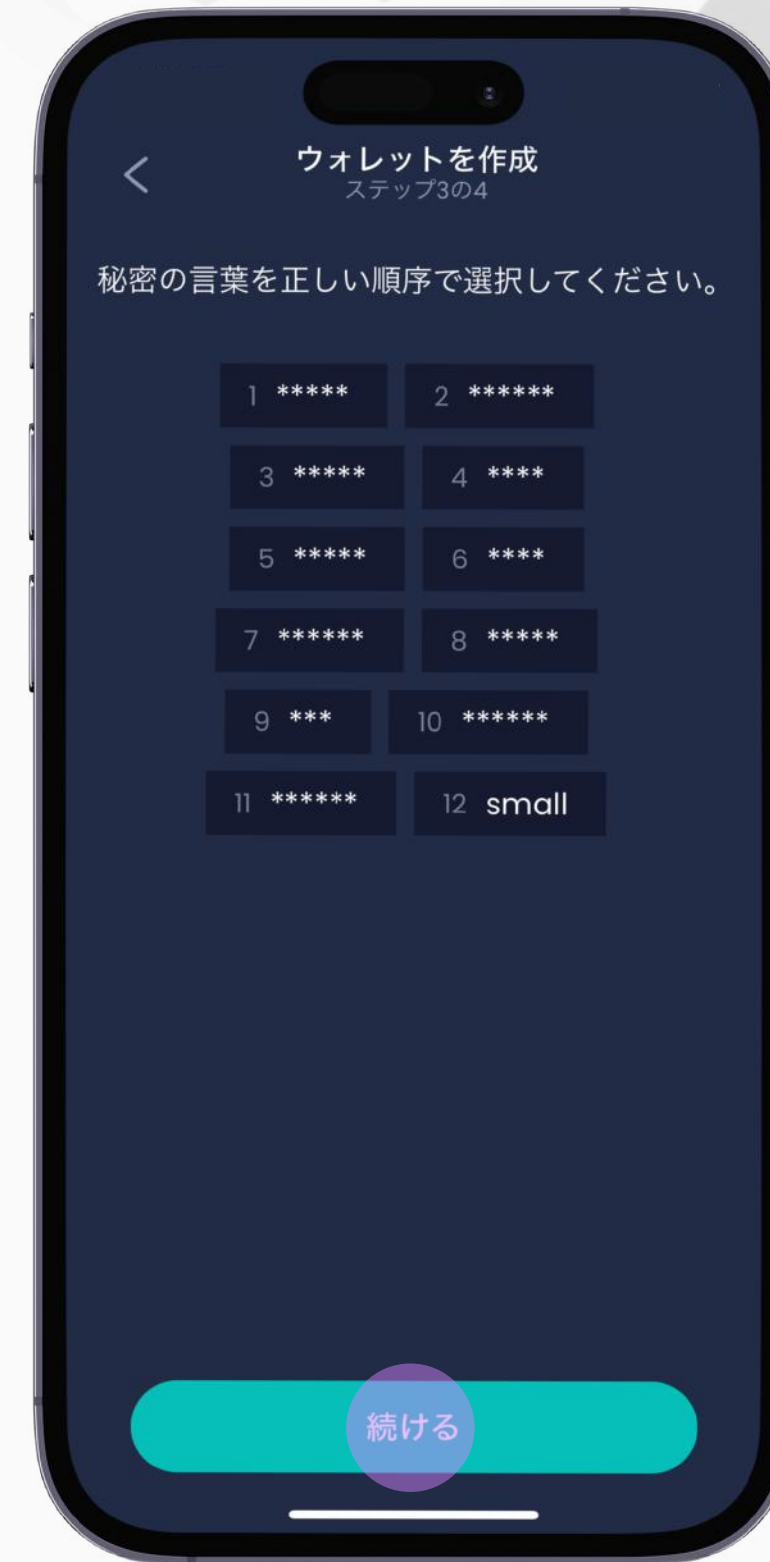 ウォレットを作成
ステップ3の4
秘密の言葉を正しい順序で選択してください。
1 ***** 2 ******
3 ***** 4 ****
5 ***** 6 ****
7 ****** 8 *****
9 *** 10 ******
11 ****** 12 small
続ける